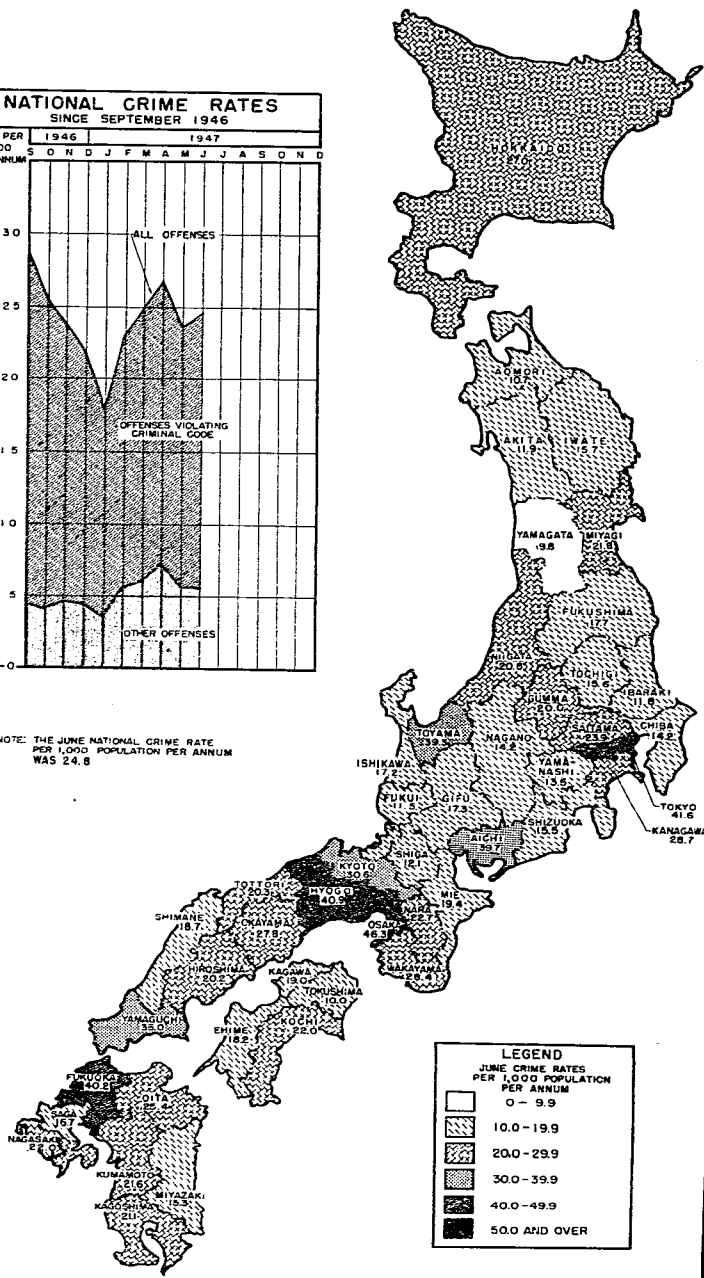 NATIONAL CRIME RATES
SINCE SEPTEMBER 1946
PER
1946
1947
S O N D J F M A M J J A S O N D
30
25
20
15
10
5
0
ALL OFFENSES
OFFENSES VIOLATING
CRIMINAL CODE
OTHER OFFENSES
NOTE: THE JUNE NATIONAL CRIME RATE
PER 1,000 POPULATION PER ANNUM
WAS 24.8
HOKKAIDO
AOMORI
10.7
AKITA
11.9
IWATE
15.7
YAMAGATA
9.8
MIYAGI
21.8
FUKUSHIMA
17.7
NIIGATA
20.8
TOCHIGI
15.6
GUMMA
20.0
IBARAKI
11.8
TOYAMA
39.3
NAGANO
14.2
SAITAMA
23.9
CHIBA
14.2
ISHIKAWA
17.2
YAMA-
NASHI
13.5
FUKUI
11.3
GIFU
17.3
TOKYO
41.6
SHIZUOKA
15.5
KANAGAWA
28.7
AICHI
39.7
SHIGA
12.1
KYOTO
30.6
MIE
19.4
TOTTORI
20.3
HYOGO
40.9
NARA
22.7
OSAKA
46.3
SHIMANE
18.7
OKAYAMA
27.8
WAKAYAMA
28.4
HIROSHIMA
20.2
KAGAWA
19.0
TOKUSHIMA
10.0
YAMAGUCHI
EHIME
18.2
KOCHI
22.0
FUKUOKA
40.2
OITA
25.4
SAGA
16.7
NAGASAKI
22.0
KUMAMOTO
21.6
MIYAZAKI
15.3
KAGOSHIMA
21.1
LEGEND
JUNE CRIME RATES
PER 1,000 POPULATION
PER ANNUM
0 - 9.9
10.0 - 19.9
20.0 - 29.9
30.0 - 39.9
40.0 - 49.9
50.0 AND OVER